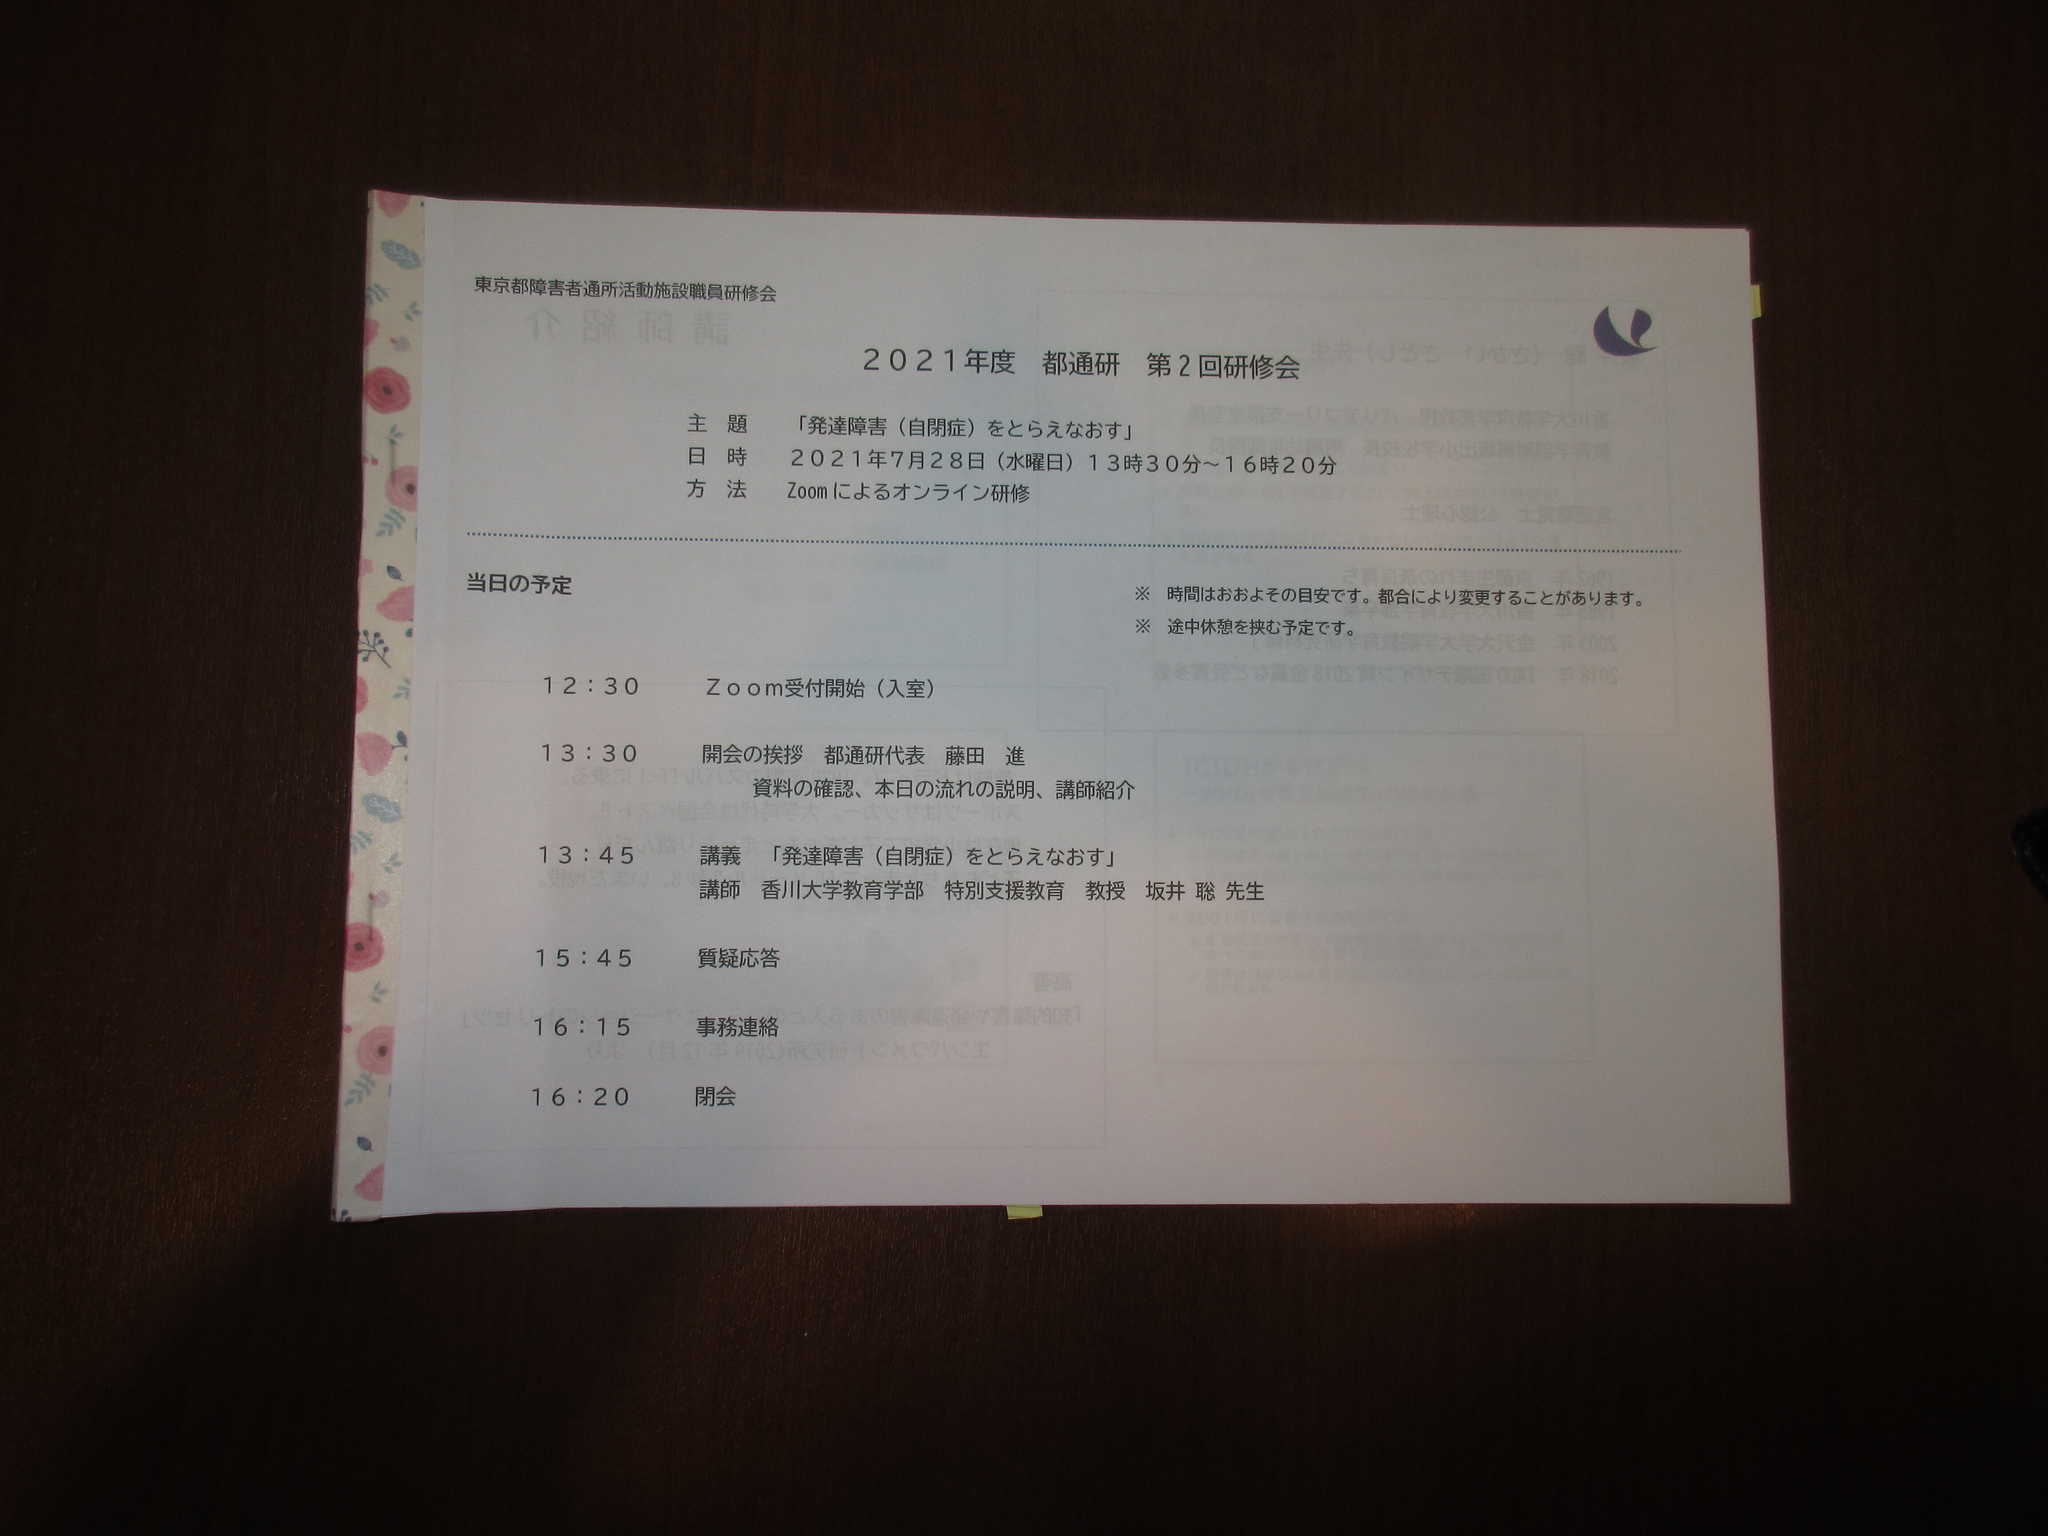 東京都障害者通所活動施設職員研修会
２０２１年度　都通研　第２回研修会
主　題　「発達障害（自閉症）をとらえなおす」
日　時　２０２１年７月２８日（水曜日）１３時３０分～１６時２０分
方　法　Zoomによるオンライン研修
当日の予定
※　時間はおおよその目安です。都合により変更することがあります。
※　途中休憩を挟む予定です。
１２：３０　Ｚｏｏｍ受付開始（入室）
１３：３０　開会の挨拶　都通研代表　藤田　進
資料の確認、本日の流れの説明、講師紹介
１３：４５　講義　「発達障害（自閉症）をとらえなおす」
講師　香川大学教育学部　特別支援教育　教授　坂井 聡 先生
１５：４５　質疑応答
１６：１５　事務連絡
１６：２０　閉会